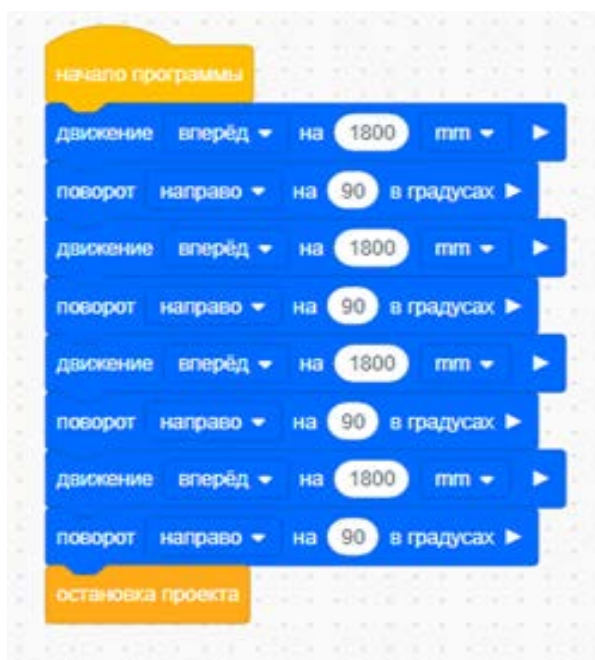 начало программы
движение вперёд на 1800 mm
поворот направо на 90 в градусах
движение вперёд на 1800 mm
поворот направо на 90 в градусах
движение вперёд на 1800 mm
поворот направо на 90 в градусах
движение вперёд на 1800 mm
поворот направо на 90 в градусах
остановка проекта